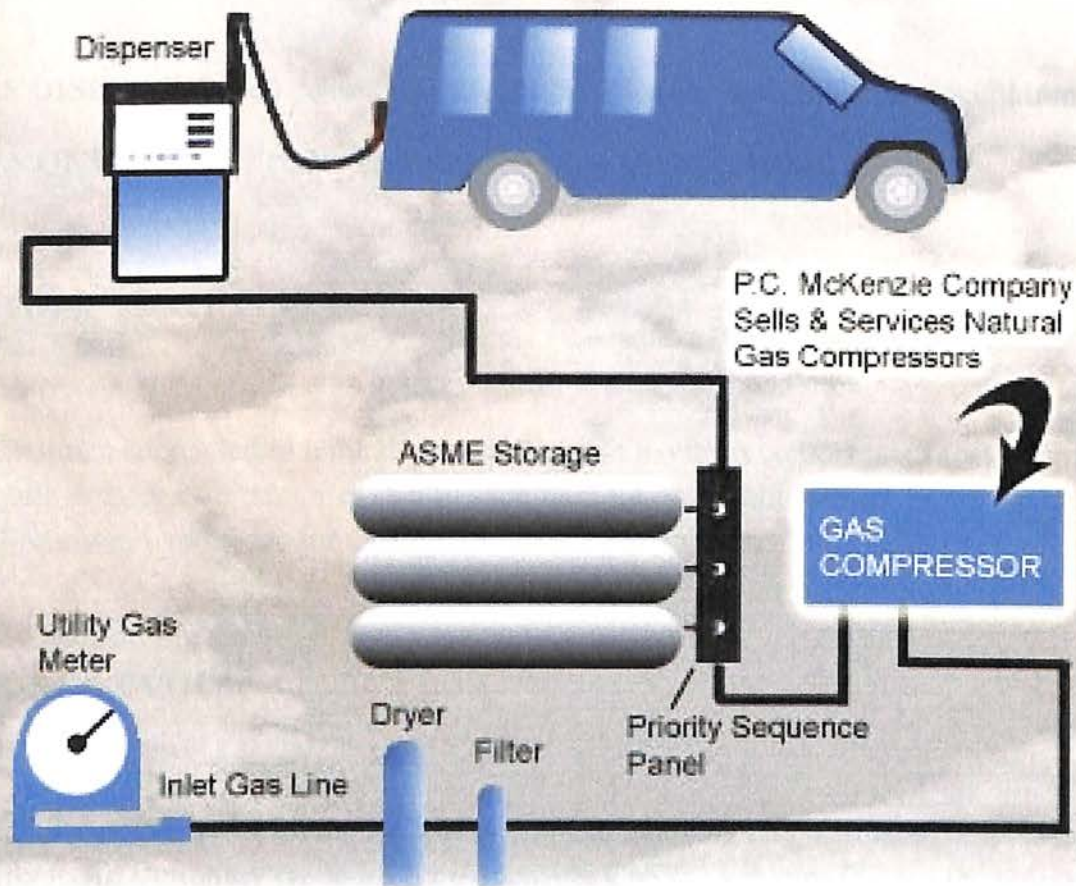 Dispenser
P.C. McKenzie Company
Sells & Services Natural
Gas Compressors
ASME Storage
GAS
COMPRESSOR
Utility Gas
Meter
Dryer
Filter
Priority Sequence
Panel
Inlet Gas Line